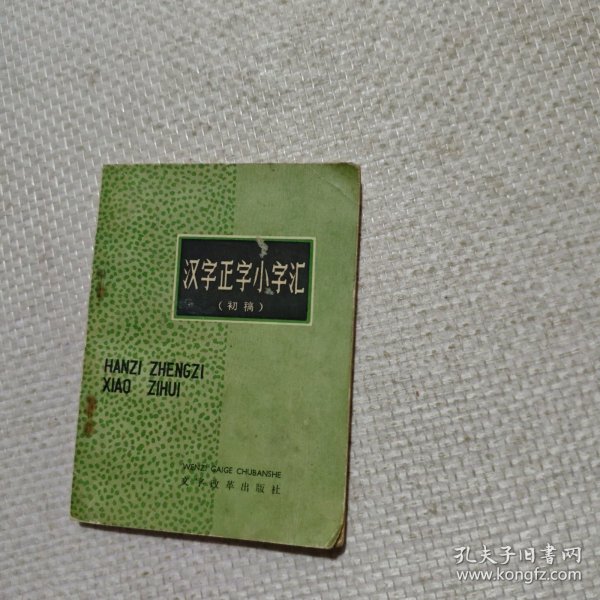 汉字正字小字汇
（初稿）
HANZI ZHENGZI
XIAO ZIHUI
WENZI GAIGE CHUBANSHE
文字改革出版社
孔夫子旧書网
www.kongfz.com